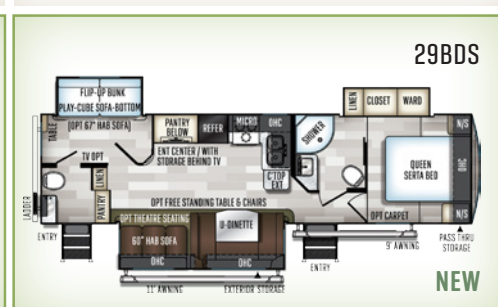 29BDS
FLIP-UP BUNK
PLAY-CUBE SOFA-BOTTOM
(OPT 67" HAB SOFA)
TABLE
TV OPT
PANTRY
BELOW
REFER
MICRO
OHC
SHOWER
LINEN
CLOSET
WARD
N/S
OHC
N/S
ENT CENTER / WITH
STORAGE BEHIND TV
QUEEN
SERTA BED
C'TOP
EXT
LINEN
PANTRY
OPT FREE STANDING TABLE & CHAIRS
OPT CARPET
LADDER
ENTRY
OPT THEATRE SEATING
U-DINETTE
60" HAB SOFA
OHC
OHC
9' AWNING
PASS THRU
STORAGE
ENTRY
11' AWNING
EXTERIOR STORAGE
NEW